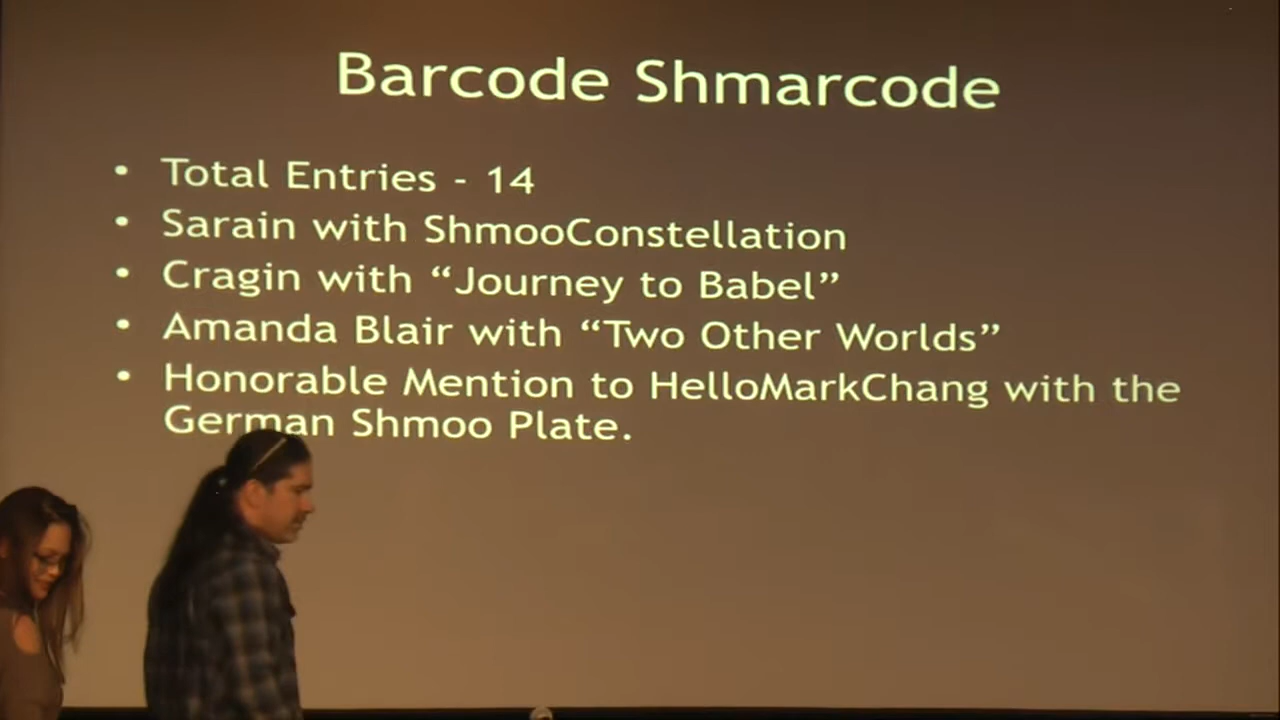 Barcode Shmarcode
• Total Entries - 14
• Sarain with ShmooConstellation
• Cragin with “Journey to Babel”
• Amanda Blair with “Two Other Worlds”
• Honorable Mention to HelloMarkChang with the
German Shmoo Plate.